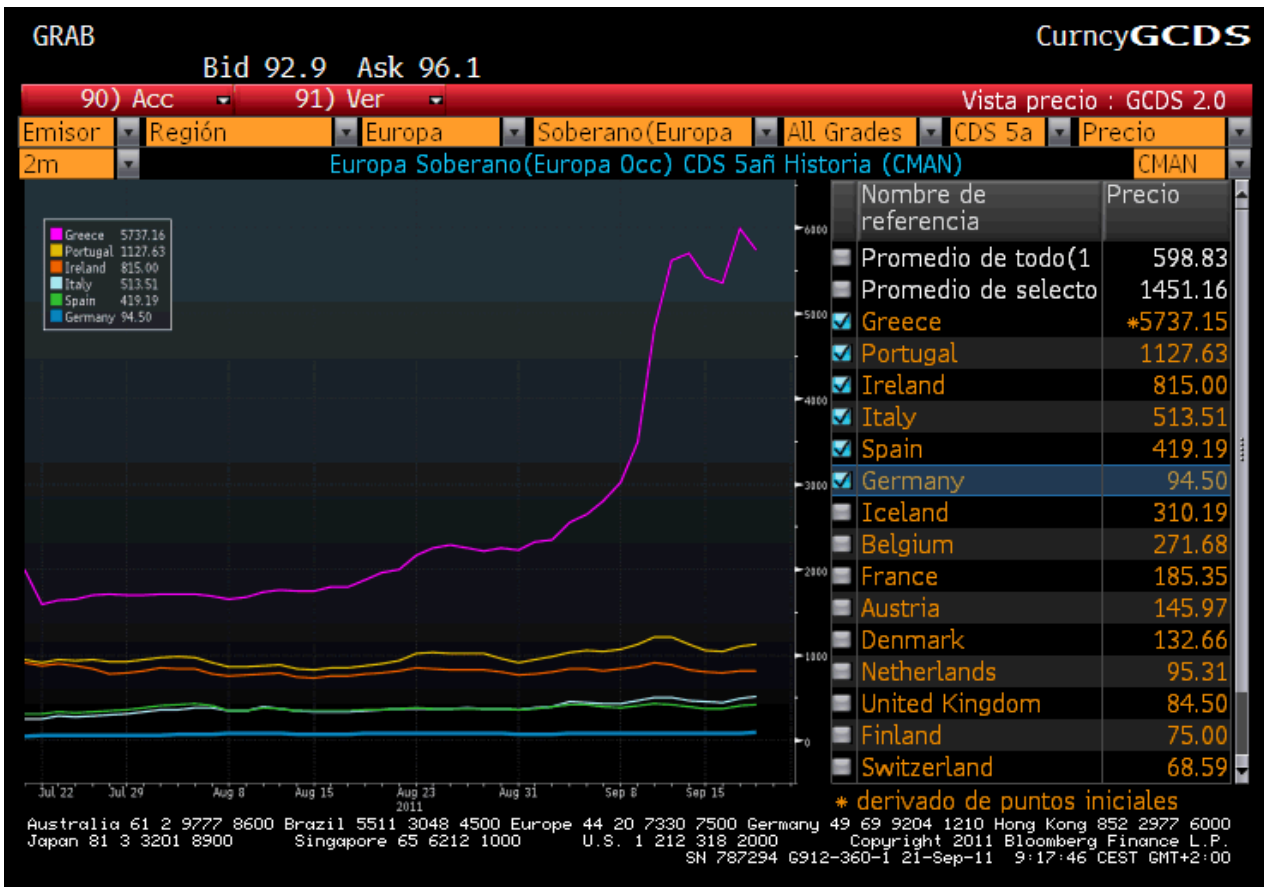 GRAB CurncyGCDS
Bid 92.9 Ask 96.1
90) Acc 91) Ver Vista precio : GCDS 2.0
Emisor Región Europa Soberano(Europa All Grades CDS 5a Precio
2m Europa Soberano(Europa Occ) CDS 5añ Historia (CMAN) CMAN
Nombre de referencia Precio
Promedio de todo(1 598.83
Promedio de selecto 1451.16
Greece *5737.15
Portugal 1127.63
Ireland 815.00
Italy 513.51
Spain 419.19
Germany 94.50
Iceland 310.19
Belgium 271.68
France 185.35
Austria 145.97
Denmark 132.66
Netherlands 95.31
United Kingdom 84.50
Finland 75.00
Switzerland 68.59
* derivado de puntos iniciales
Greece 5737.16
Portugal 1127.63
Ireland 815.00
Italy 513.51
Spain 419.19
Germany 94.50
6000
5000
4000
3000
2000
1000
0
Jul 22 Jul 29 Aug 8 Aug 15 Aug 23 Aug 31 Sep 8 Sep 15
2011
Australia 61 2 9777 8600 Brazil 5511 3048 4500 Europe 44 20 7330 7500 Germany 49 69 9204 1210 Hong Kong 852 2977 6000
Japan 81 3 3201 8900 Singapore 65 6212 1000 U.S. 1 212 318 2000 Copyright 2011 Bloomberg Finance L.P.
SN 787294 G912-360-1 21-Sep-11 9:17:46 CEST GMT+2:00